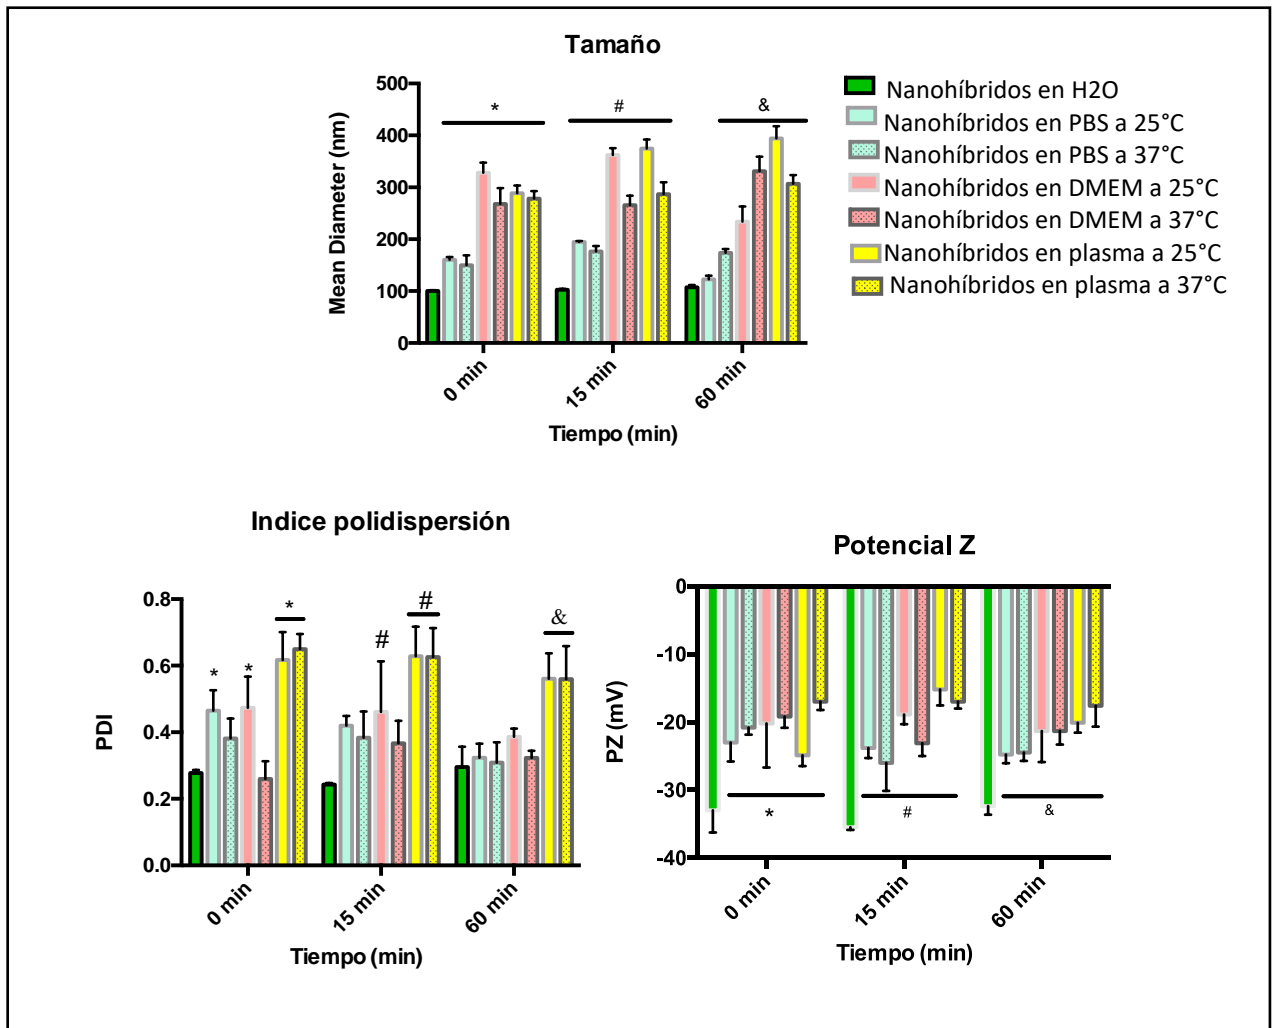 Tamaño
Mean Diameter (nm)
500
400
300
200
100
0
*
#
&
0 min
15 min
60 min
Tiempo (min)
Nanohíbridos en H2O
Nanohíbridos en PBS a 25°C
Nanohíbridos en PBS a 37°C
Nanohíbridos en DMEM a 25°C
Nanohíbridos en DMEM a 37°C
Nanohíbridos en plasma a 25°C
Nanohíbridos en plasma a 37°C
Indice polidispersión
PDI
0.8
0.6
0.4
0.2
0.0
*
*
*
#
#
&
0 min
15 min
60 min
Tiempo (min)
Potencial Z
PZ (mV)
0
-10
-20
-30
-40
*
#
&
0 min
15 min
60 min
Tiempo (min)